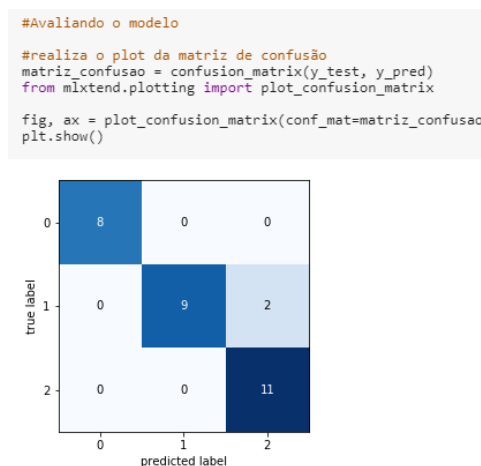 #Avaliando o modelo
#realiza o plot da matriz de confusão
matriz_confusao = confusion_matrix(y_test, y_pred)
from mlxtend.plotting import plot_confusion_matrix
fig, ax = plot_confusion_matrix(conf_mat=matriz_confusao
plt.show()
0 8 0 0
true label
1 0 9 2
2 0 0 11
0 1 2
predicted label